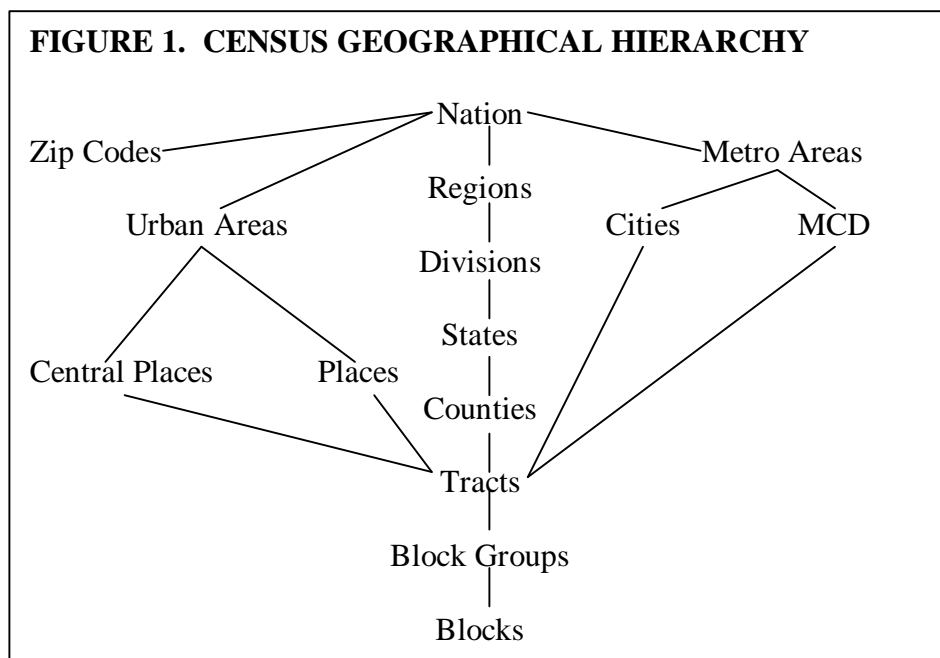 FIGURE 1. CENSUS GEOGRAPHICAL HIERARCHY
Nation
Zip Codes
Metro Areas
Regions
Urban Areas
Cities
MCD
Divisions
States
Central Places
Places
Counties
Tracts
Block Groups
Blocks